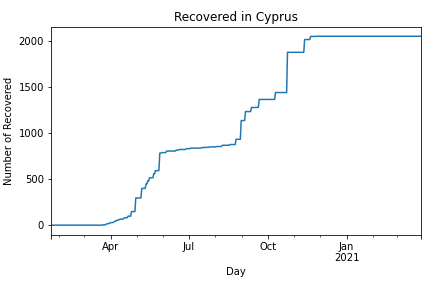 Recovered in Cyprus
Number of Recovered
2000
1500
1000
500
0
Apr
Jul
Oct
Jan
2021
Day